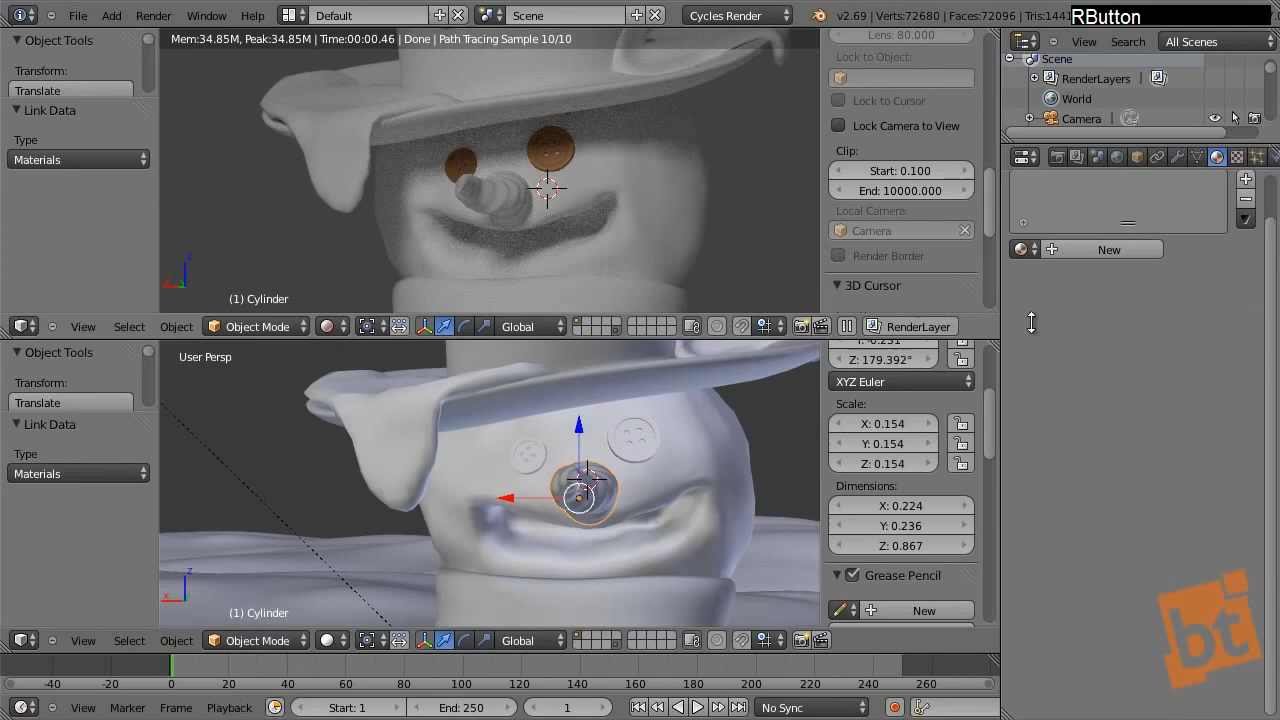 File Add Render Window Help Default Scene Cycles Render v2.69 | Verts:72680 | Faces:72096 | Tris:1441
RButton
Object Tools
Transform:
Translate
Link Data
Type
Materials
Mem:34.85M, Peak:34.85M | Time:00:00.46 | Done | Path Tracing Sample 10/10
(1) Cylinder
Lens: 80.000
Lock to Object:
Lock to Cursor
Lock Camera to View
Clip:
Start: 0.100
End: 10000.000
Local Camera:
Camera
Render Border
3D Cursor
View Select Object Object Mode Global RenderLayer
Object Tools
Transform:
Translate
Link Data
Type
Materials
User Persp
(1) Cylinder
z
x
Z: 179.392°
XYZ Euler
Scale:
X: 0.154
Y: 0.154
Z: 0.154
Dimensions:
X: 0.224
Y: 0.236
Z: 0.867
Grease Pencil
New
View Select Object Object Mode Global
-40 -20 0 20 40 60 80 100 120 140 160 180 200 220 240 260
View Marker Frame Playback Start: 1 End: 250 1 No Sync
View Search All Scenes
Scene
RenderLayers
World
Camera
New
bt